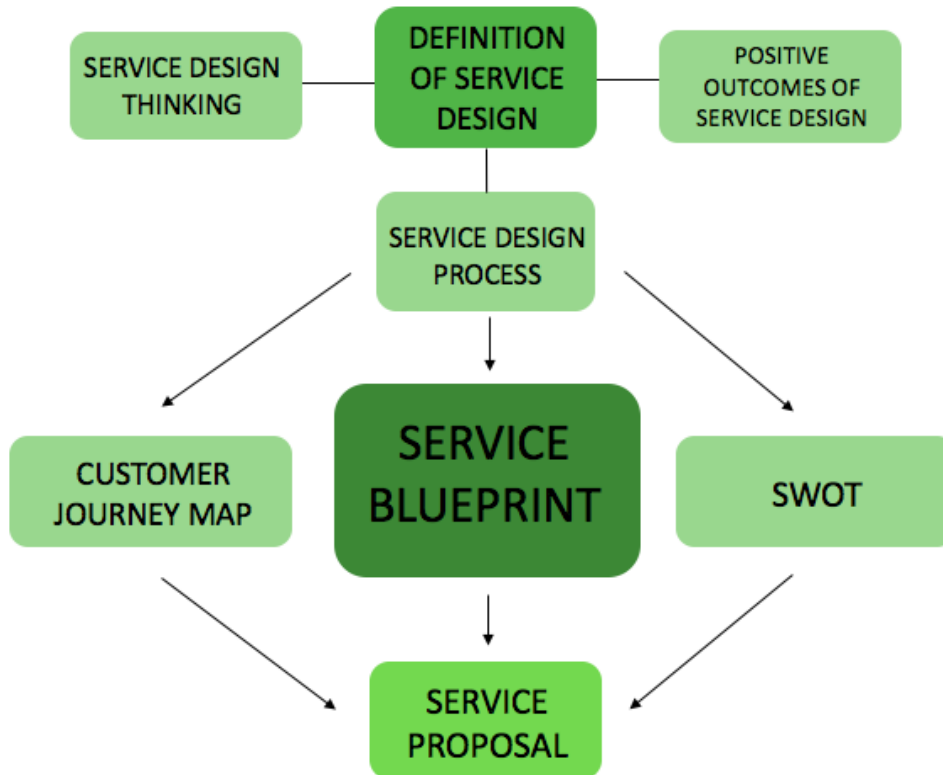 SERVICE DESIGN
THINKING
DEFINITION
OF SERVICE
DESIGN
POSITIVE
OUTCOMES OF
SERVICE DESIGN
SERVICE DESIGN
PROCESS
CUSTOMER
JOURNEY MAP
SERVICE
BLUEPRINT
SWOT
SERVICE
PROPOSAL